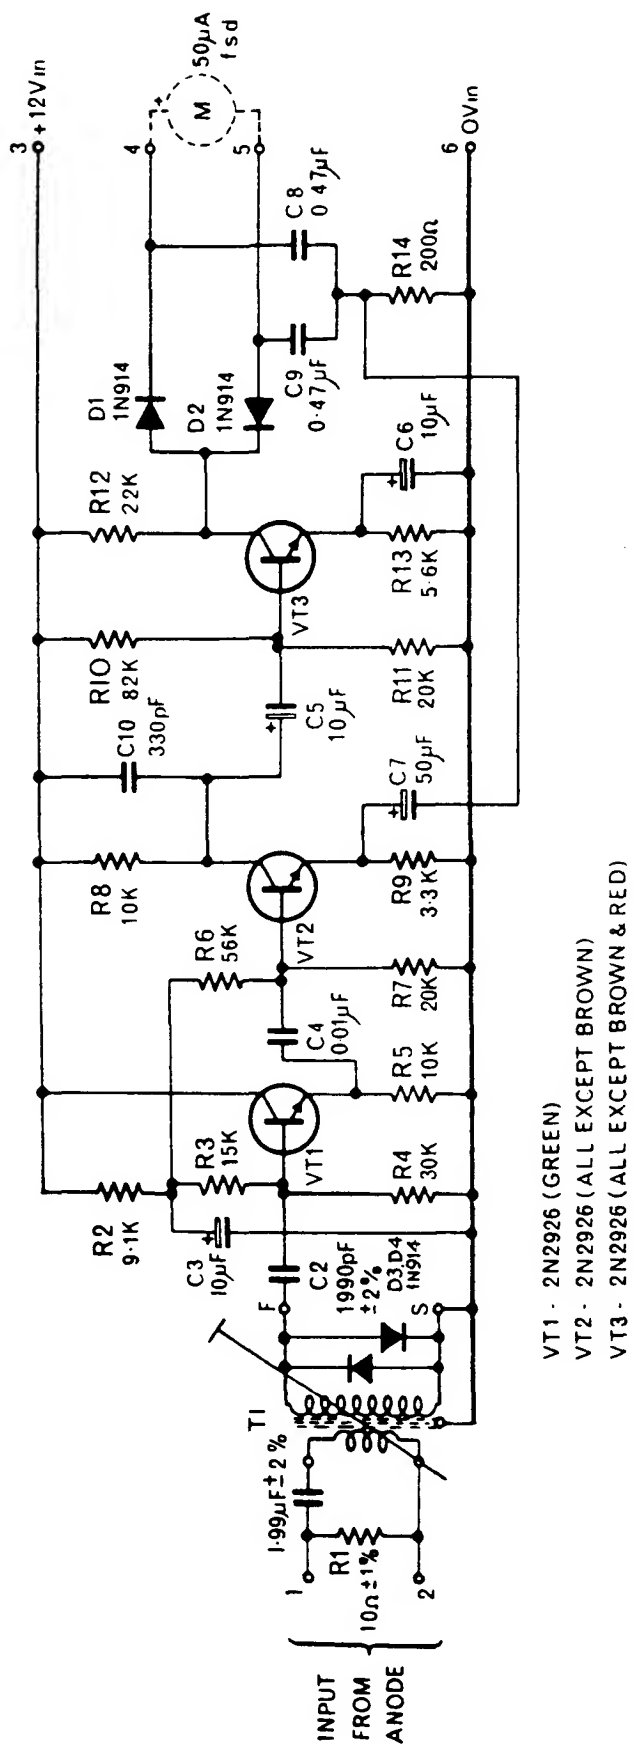 INPUT
FROM
ANODE
1
2
R1
10Ω±1%
1·99µF±2%
T1
F
S
C2
1990pF
±2%
D3,D4
1N914
C3
10µF
R2
9·1K
R3
15K
R4
30K
VT1
R5
10K
C4
0·01µF
R6
56K
R7
20K
VT2
R8
10K
R9
3·3K
C7
50µF
C10
330pF
C5
10µF
R10
82K
R11
20K
VT3
R12
22K
R13
5·6K
C6
10µF
D1
1N914
D2
1N914
C9
0·47µF
C8
0·47µF
R14
200Ω
3
+12Vin
4
5
+
M
50µA
fsd
6
0Vin
VT1 - 2N2926 (GREEN)
VT2 - 2N2926 (ALL EXCEPT BROWN)
VT3 - 2N2926 (ALL EXCEPT BROWN & RED)